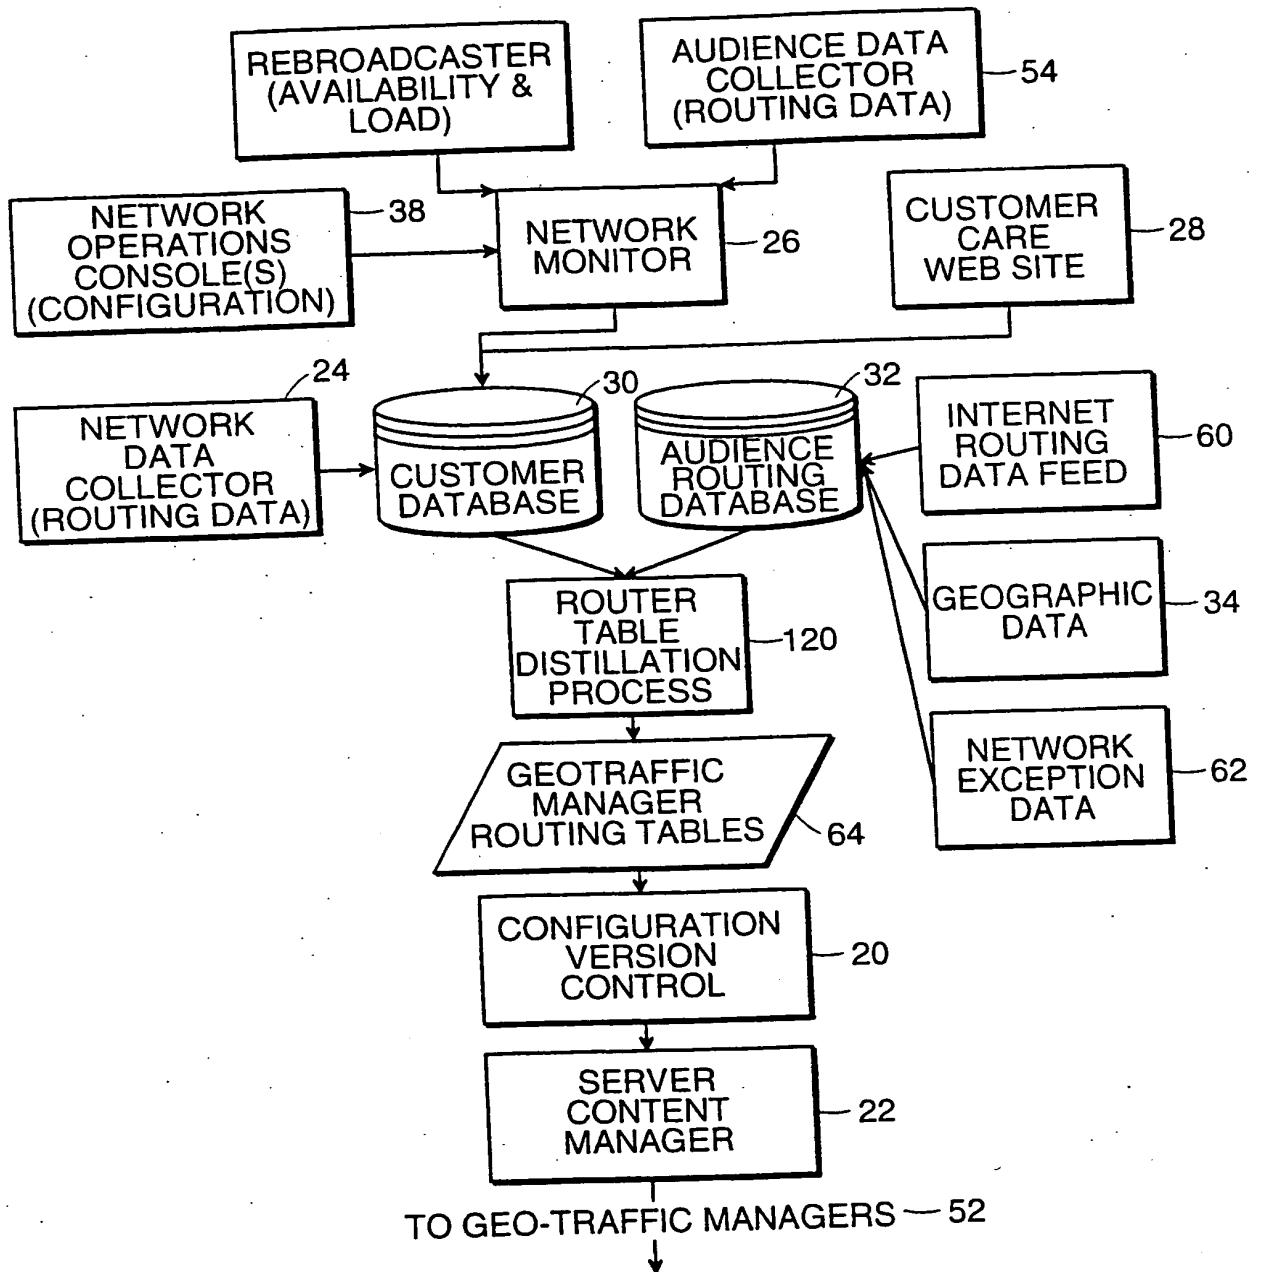 REBROADCASTER
(AVAILABILITY &
LOAD)
AUDIENCE DATA
COLLECTOR
(ROUTING DATA)
54
NETWORK
OPERATIONS
CONSOLE(S)
(CONFIGURATION)
38
NETWORK
MONITOR
26
CUSTOMER
CARE
WEB SITE
28
NETWORK
DATA
COLLECTOR
(ROUTING DATA)
24
CUSTOMER
DATABASE
30
AUDIENCE
ROUTING
DATABASE
32
INTERNET
ROUTING
DATA FEED
60
GEOGRAPHIC
DATA
34
ROUTER
TABLE
DISTILLATION
PROCESS
120
NETWORK
EXCEPTION
DATA
62
GEOTRAFFIC
MANAGER
ROUTING TABLES
64
CONFIGURATION
VERSION
CONTROL
20
SERVER
CONTENT
MANAGER
22
TO GEO-TRAFFIC MANAGERS
52